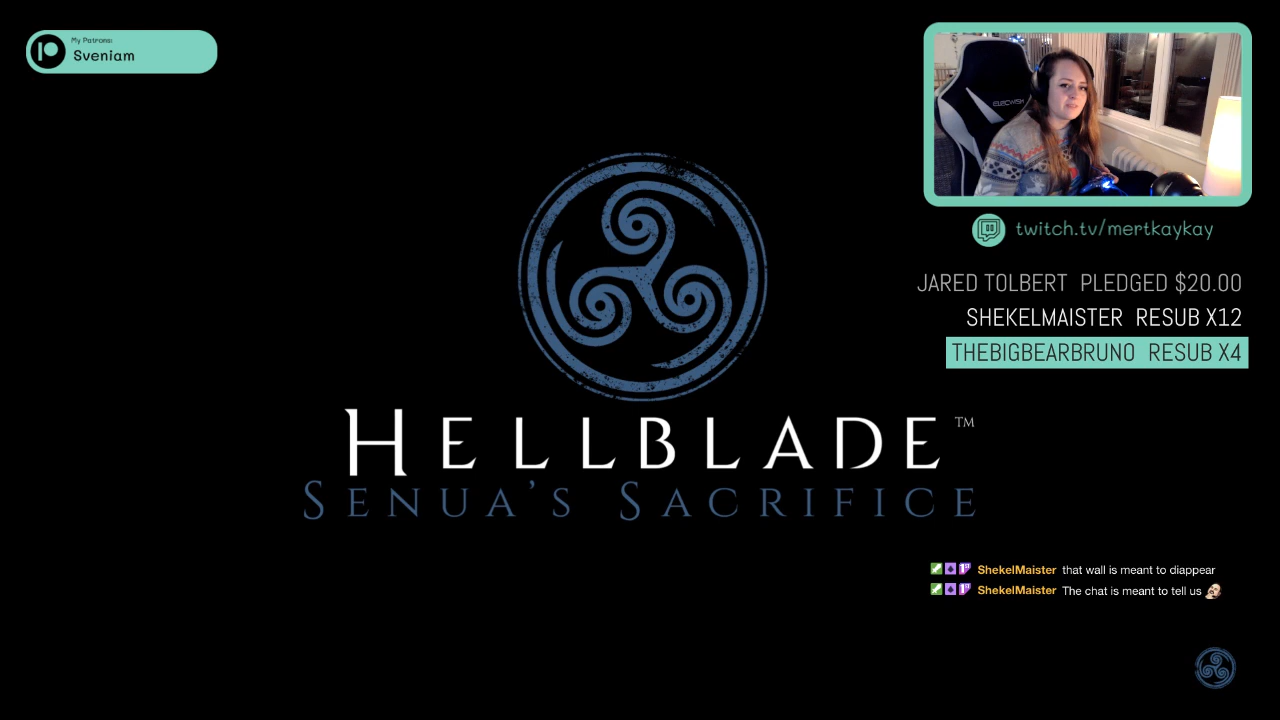 My Patrons:
Sveniam
ELECWISH
twitch.tv/mertkaykay
JARED TOLBERT PLEDGED $20.00
SHEKELMAISTER RESUB X12
THEBIGBEARBRUNO RESUB X4
HELLBLADE™
SENUA'S SACRIFICE
ShekelMaister that wall is meant to diappear
ShekelMaister The chat is meant to tell us